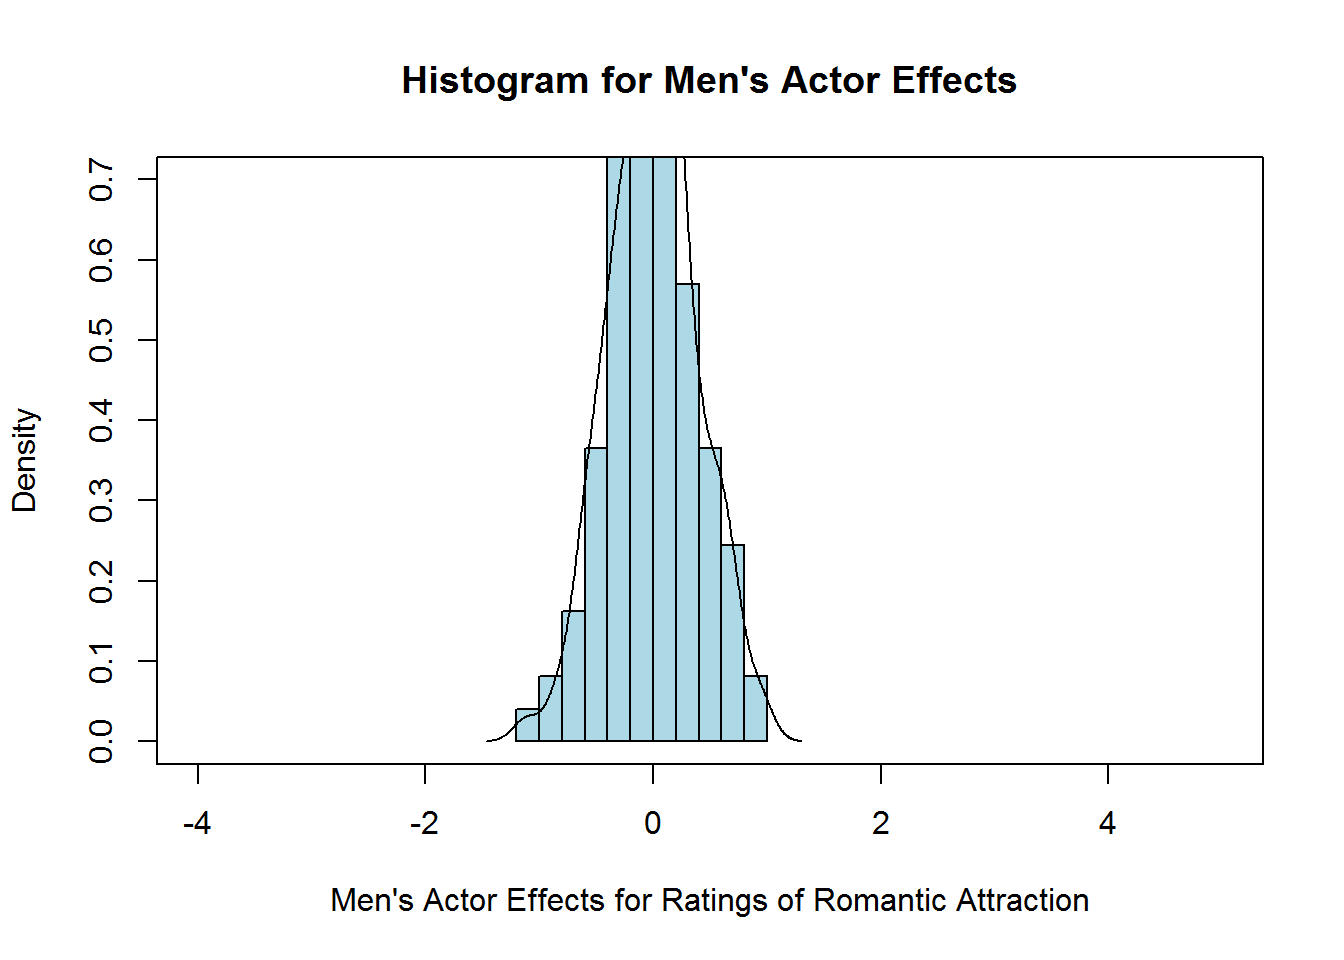 Histogram for Men's Actor Effects
0.7
0.6
0.5
0.4
0.3
0.2
0.1
0.0
Density
-4 -2 0 2 4
Men's Actor Effects for Ratings of Romantic Attraction